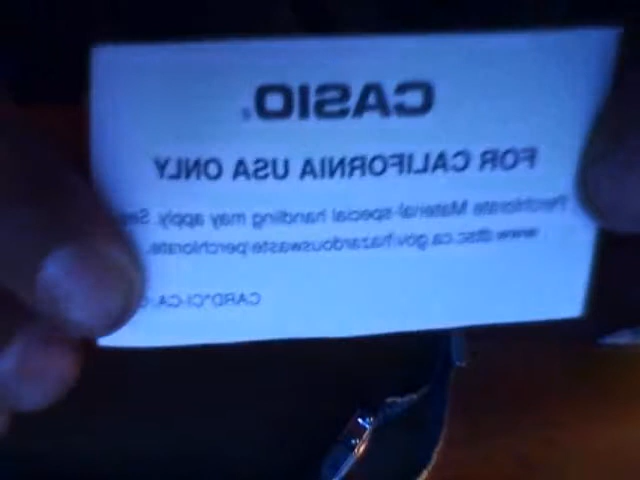 CASIO®
FOR CALIFORNIA USA ONLY
Perchlorate Material-special handling may apply. See
www.dtsc.ca.gov/hazardouswaste/perchlorate.
CARD*CI-CA